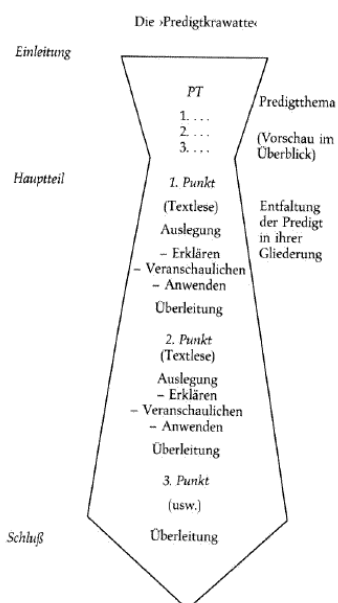 Die ›Predigtkrawatte‹
Einleitung
PT
1. . . .
2. . . .
3. . . .
Predigtthema
(Vorschau im
Überblick)
Hauptteil
1. Punkt
(Textlese)
Auslegung
– Erklären
– Veranschaulichen
– Anwenden
Überleitung
Entfaltung
der Predigt
in ihrer
Gliederung
2. Punkt
(Textlese)
Auslegung
– Erklären
– Veranschaulichen
– Anwenden
Überleitung
3. Punkt
(usw.)
Schluß
Überleitung